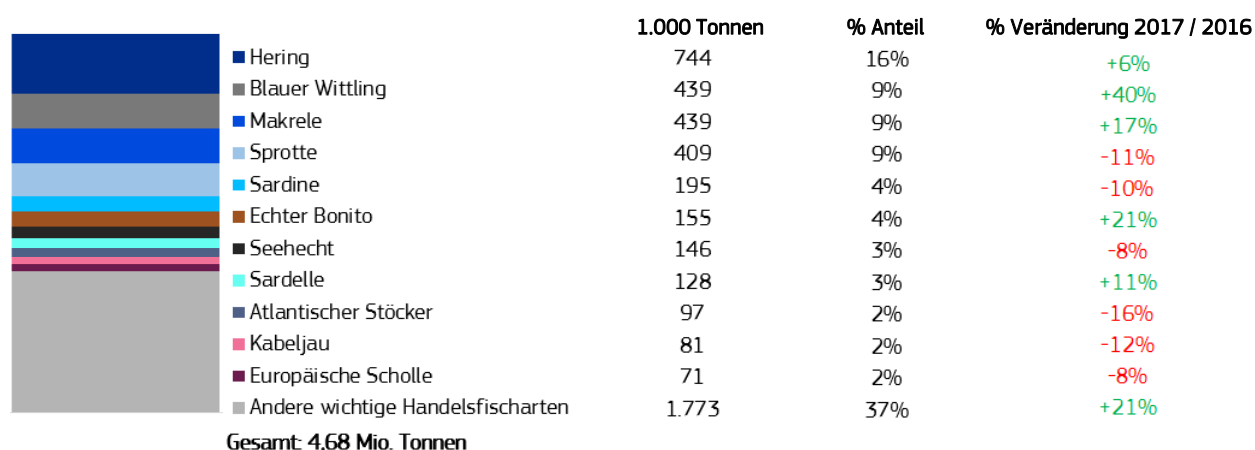 1.000 Tonnen % Anteil % Veränderung 2017 / 2016
Hering 744 16% +6%
Blauer Wittling 439 9% +40%
Makrele 439 9% +17%
Sprotte 409 9% -11%
Sardine 195 4% -10%
Echter Bonito 155 4% +21%
Seehecht 146 3% -8%
Sardelle 128 3% +11%
Atlantischer Stöcker 97 2% -16%
Kabeljau 81 2% -12%
Europäische Scholle 71 2% -8%
Andere wichtige Handelsfischarten 1.773 37% +21%
Gesamt: 4,68 Mio. Tonnen